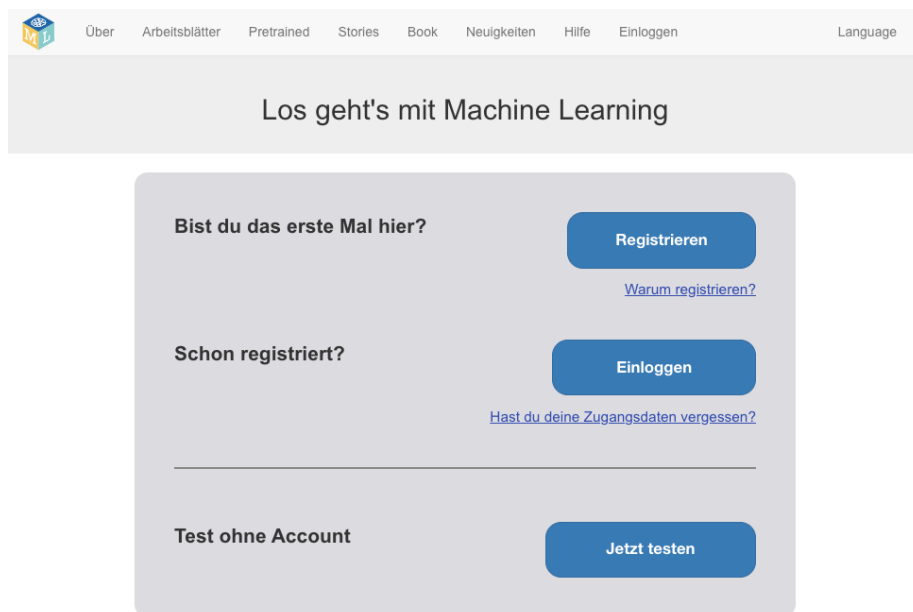 ML
Über Arbeitsblätter Pretrained Stories Book Neuigkeiten Hilfe Einloggen Language
Los geht's mit Machine Learning
Bist du das erste Mal hier?
Registrieren
Warum registrieren?
Schon registriert?
Einloggen
Hast du deine Zugangsdaten vergessen?
Test ohne Account
Jetzt testen